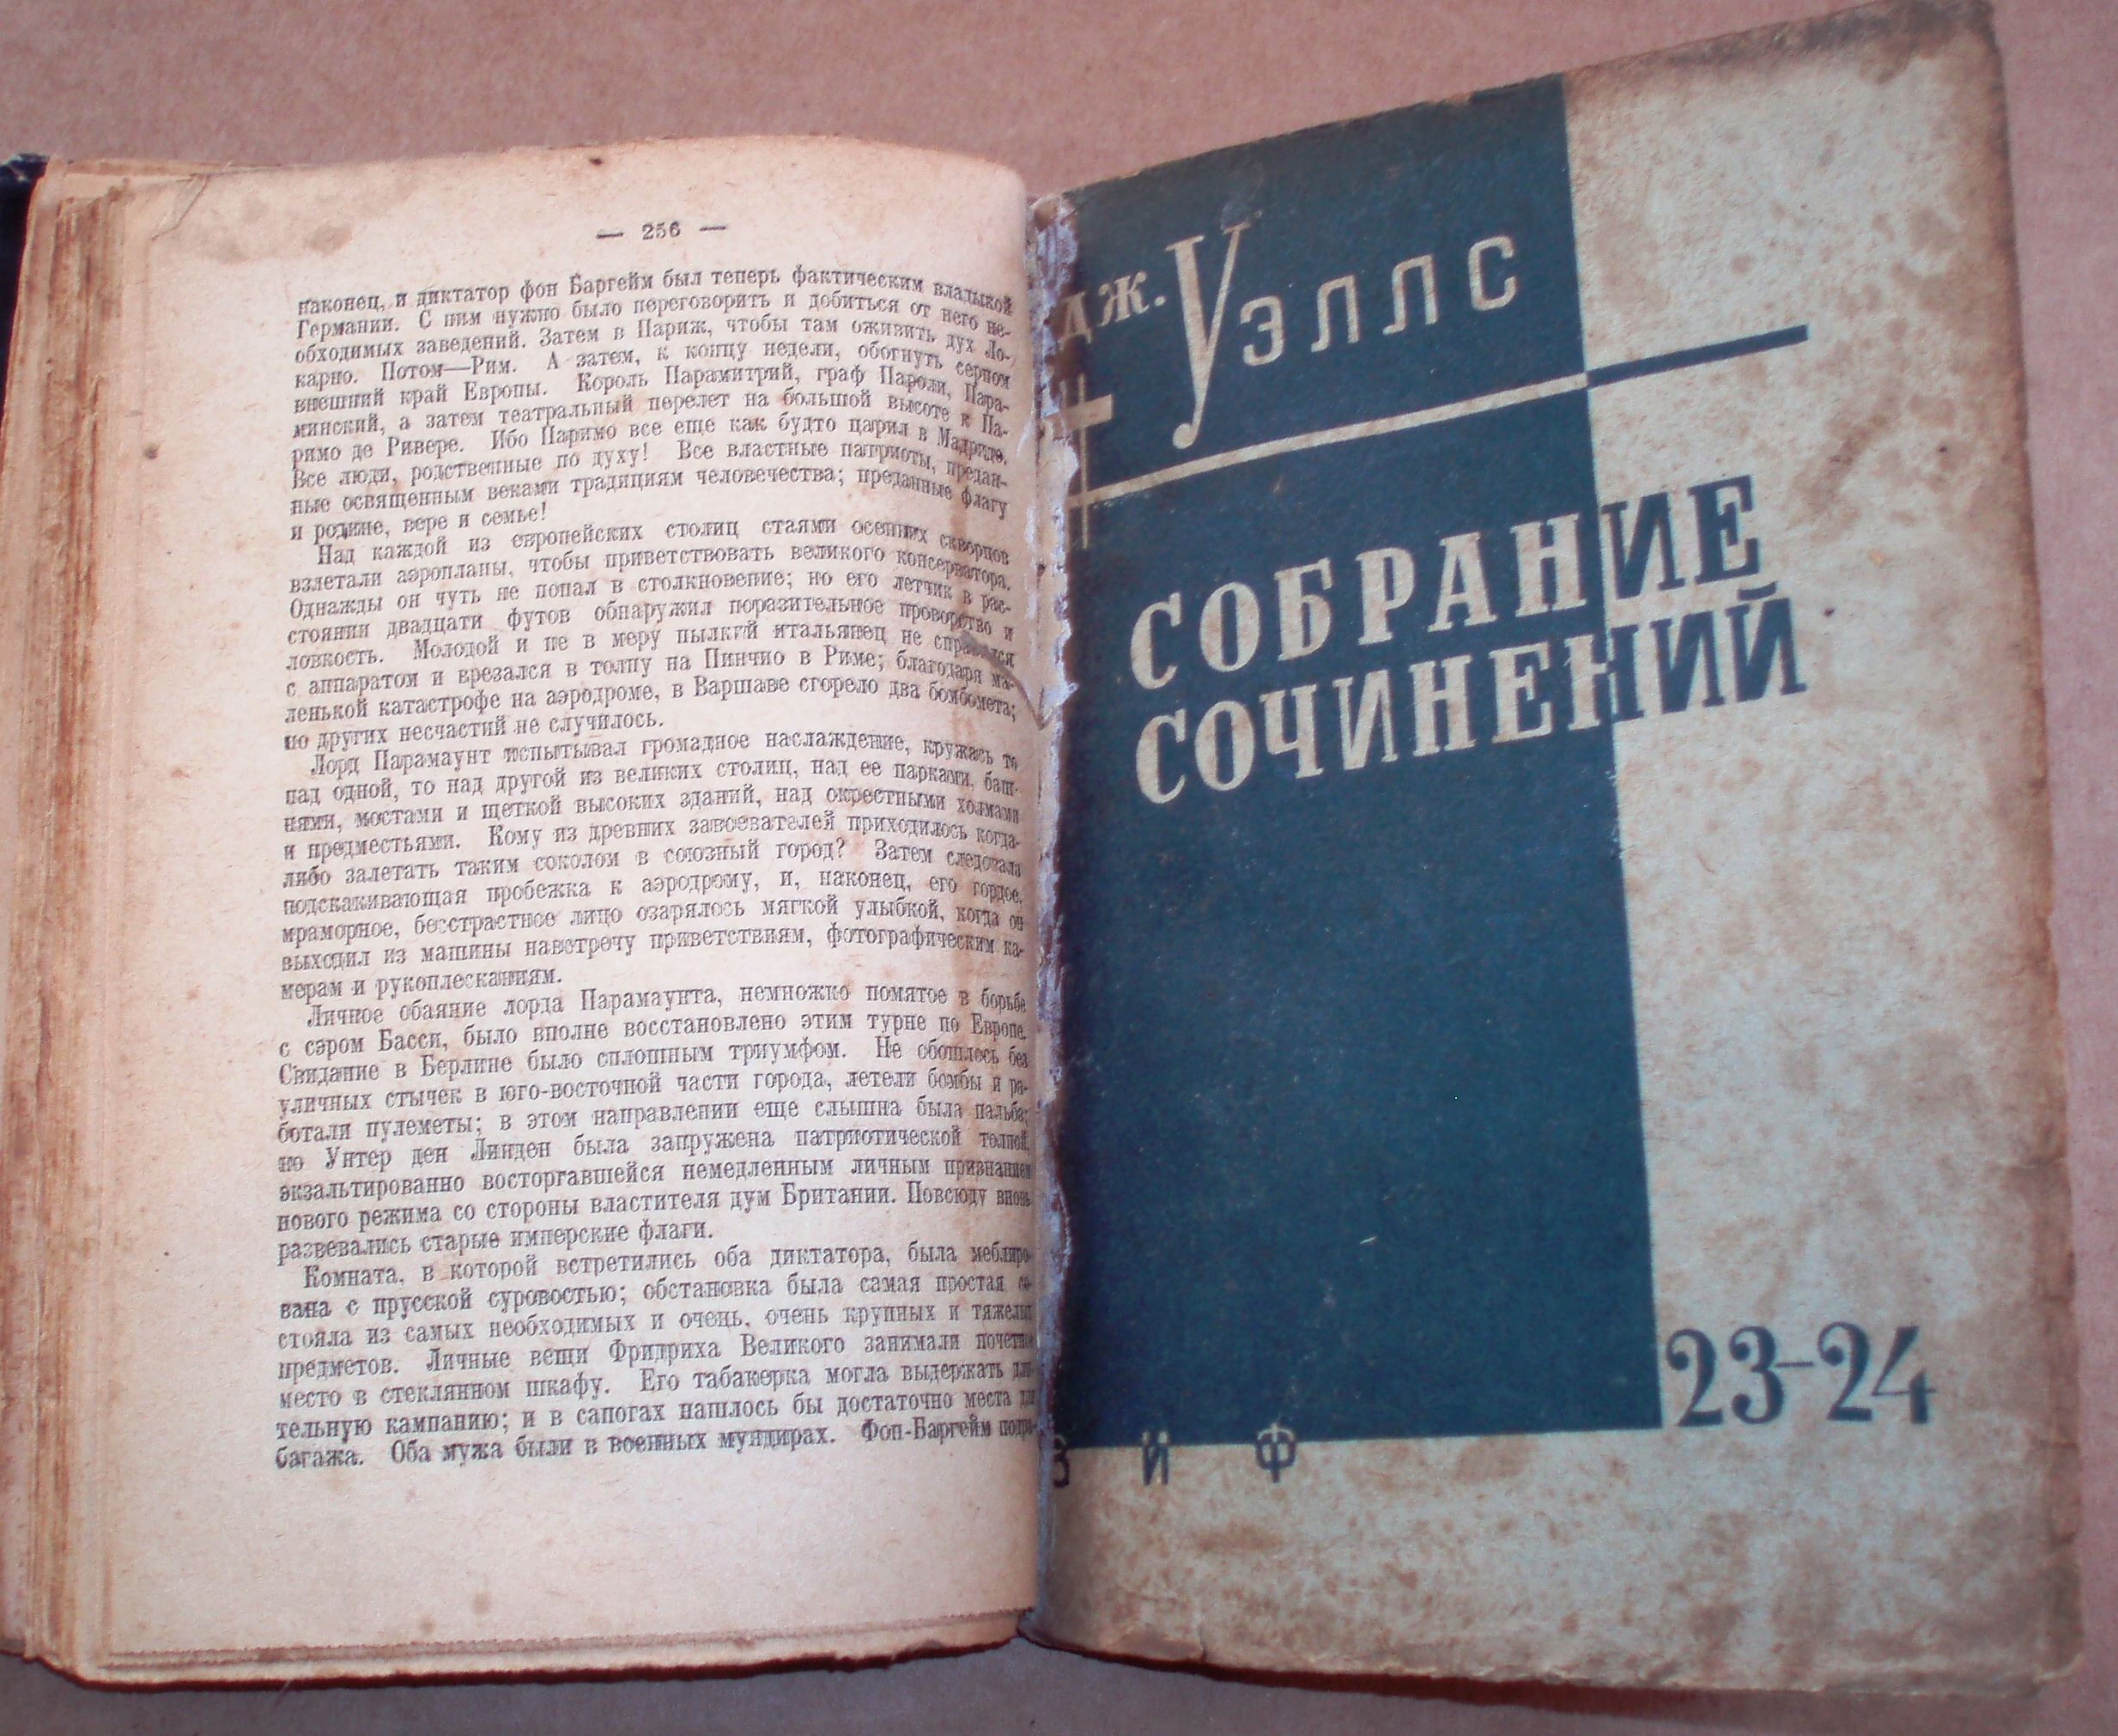 — 256 —
наконец, и диктатор фон Баргейм был теперь фактическим владыкой
Германии. С ним нужно было переговорить и добиться от него не-
обходимых заведений. Затем в Париж, чтобы там оживить дух Ло-
карно. Потом—Рим. А затем, к концу недели, обогнуть серпом
внешний край Европы. Король Парамитрий, граф Пароли, Пара-
минский, а затем театральный перелет на большой высоте к Па-
римо де Ривере. Ибо Паримо все еще как будто царил в Мадриде.
Все люди, родственные по духу! Все властные патриоты, предан-
ные освященным веками традициям человечества; преданные флагу
и родине, вере и семье!
Над каждой из европейских столиц стаями осенних скворцов
взлетали аэропланы, чтобы приветствовать великого консерватора.
Однажды он чуть не попал в столкновение; но его летчик в рас-
стоянии двадцати футов обнаружил поразительное проворство и
ловкость. Молодой и не в меру пылкий итальянец не справился
с аппаратом и врезался в толпу на Пинчио в Риме; благодаря ма-
ленькой катастрофе на аэродроме, в Варшаве сгорело два бомбомета;
но других несчастий не случилось.
Лорд Парамаунт испытывал громадное наслаждение, кружась то
над одной, то над другой из великих столиц, над ее парками, баш-
нями, мостами и щеткой высоких зданий, над окрестными холмами
и предместьями. Кому из древних завоевателей приходилось когда-
либо залетать таким соколом в союзный город? Затем следовала
подскакивающая пробежка к аэродрому, и, наконец, его гордое,
мраморное, бесстрастное лицо озарялось мягкой улыбкой, когда он
выходил из машины навстречу приветствиям, фотографическим ка-
мерам и рукоплесканиям.
Личное обаяние лорда Парамаунта, немножко помятое в борьбе
с сэром Басси, было вполне восстановлено этим турне по Европе.
Свидание в Берлине было сплошным триумфом. Не обошлось без
уличных стычек в юго-восточной части города, летели бомбы и ра-
ботали пулеметы; в этом направлении еще слышна была пальба;
но Унтер ден Линден была запружена патриотической толпой,
экзальтированно восторгавшейся немедленным личным признанием
нового режима со стороны властителя дум Британии. Повсюду вновь
развевались старые имперские флаги.
Комната, в которой встретились оба диктатора, была меблиро-
вана с прусской суровостью; обстановка была самая простая со-
стояла из самых необходимых и очень, очень крупных и тяжелых
предметов. Личные вещи Фридриха Великого занимали почетное
место в стеклянном шкафу. Его табакерка могла выдержать дли-
тельную кампанию; и в сапогах нашлось бы достаточно места для
багажа. Оба мужа были в военных мундирах. Фон-Баргейм подра-
ДЖ. Уэллс
СОБРАНИЕ
СОЧИНЕНИЙ
23-24
ЗИФ